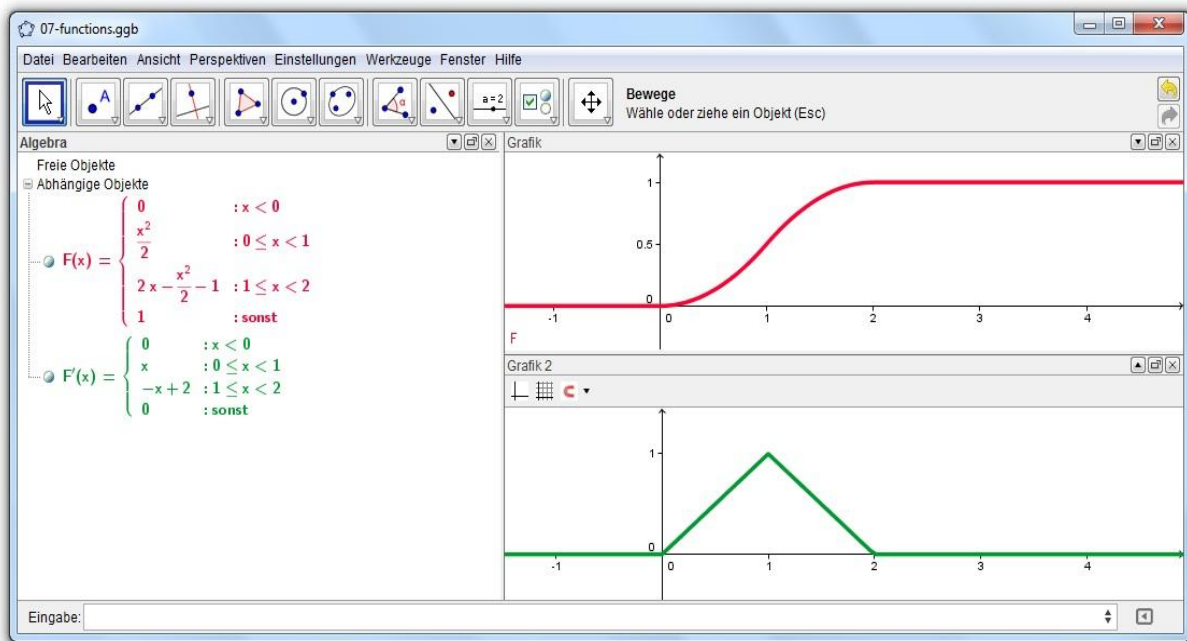 07-functions.ggb
Datei Bearbeiten Ansicht Perspektiven Einstellungen Werkzeuge Fenster Hilfe
A
α
a=2
Bewege
Wähle oder ziehe ein Objekt (Esc)
Algebra
Freie Objekte
Abhängige Objekte
F(x) = { 0 : x < 0
x²/2 : 0 ≤ x < 1
2 x − x²/2 − 1 : 1 ≤ x < 2
1 : sonst
F′(x) = { 0 : x < 0
x : 0 ≤ x < 1
−x + 2 : 1 ≤ x < 2
0 : sonst
Grafik
1
0.5
0
-1 0 1 2 3 4
F
Grafik 2
1
0
-1 0 1 2 3 4
Eingabe: